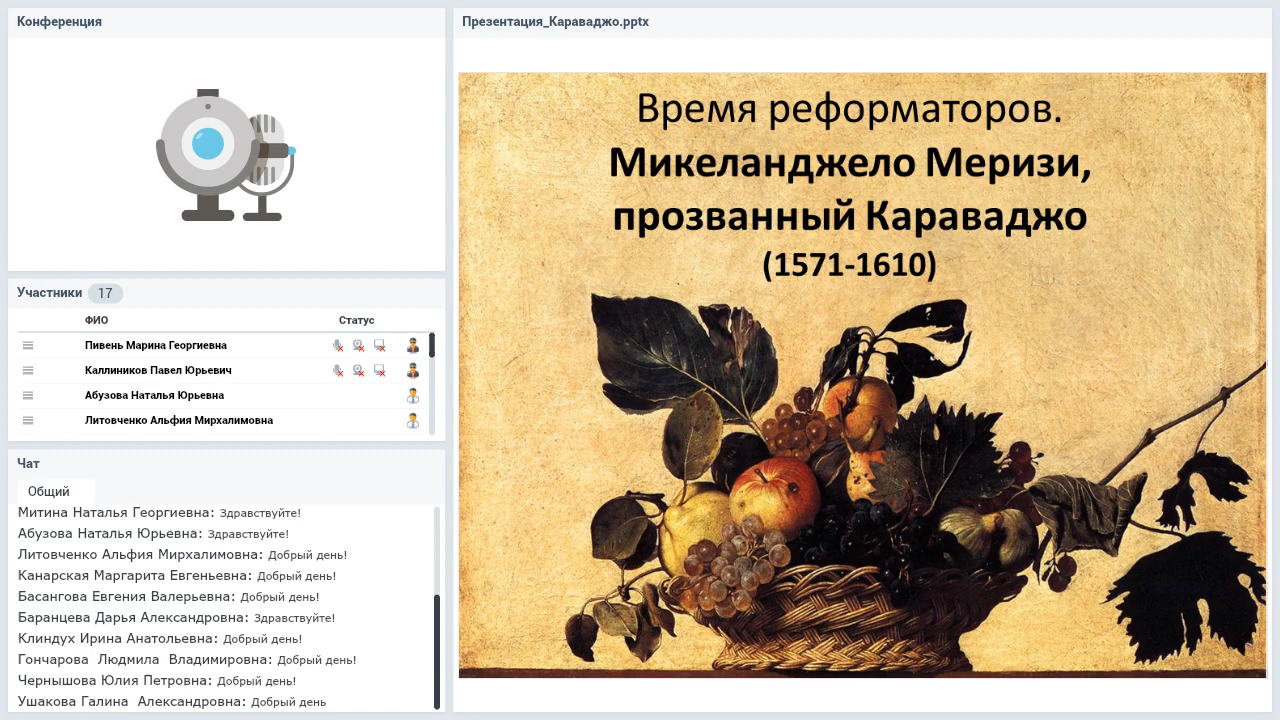 Конференция
Участники 17
ФИО Статус
Пивень Марина Георгиевна
Каллиников Павел Юрьевич
Абузова Наталья Юрьевна
Литовченко Альфия Мирхалимовна
Чат
Общий
Митина Наталья Георгиевна: Здравствуйте!
Абузова Наталья Юрьевна: Здравствуйте!
Литовченко Альфия Мирхалимовна: Добрый день!
Канарская Маргарита Евгеньевна: Добрый день!
Басангова Евгения Валерьевна: Добрый день!
Баранцева Дарья Александровна: Здравствуйте!
Клиндух Ирина Анатольевна: Добрый день!
Гончарова  Людмила  Владимировна: Добрый день!
Чернышова Юлия Петровна: Добрый день!
Ушакова Галина  Александровна: Добрый день
Презентация_Караваджо.pptx
Время реформаторов.
Микеланджело Меризи,
прозванный Караваджо
(1571-1610)